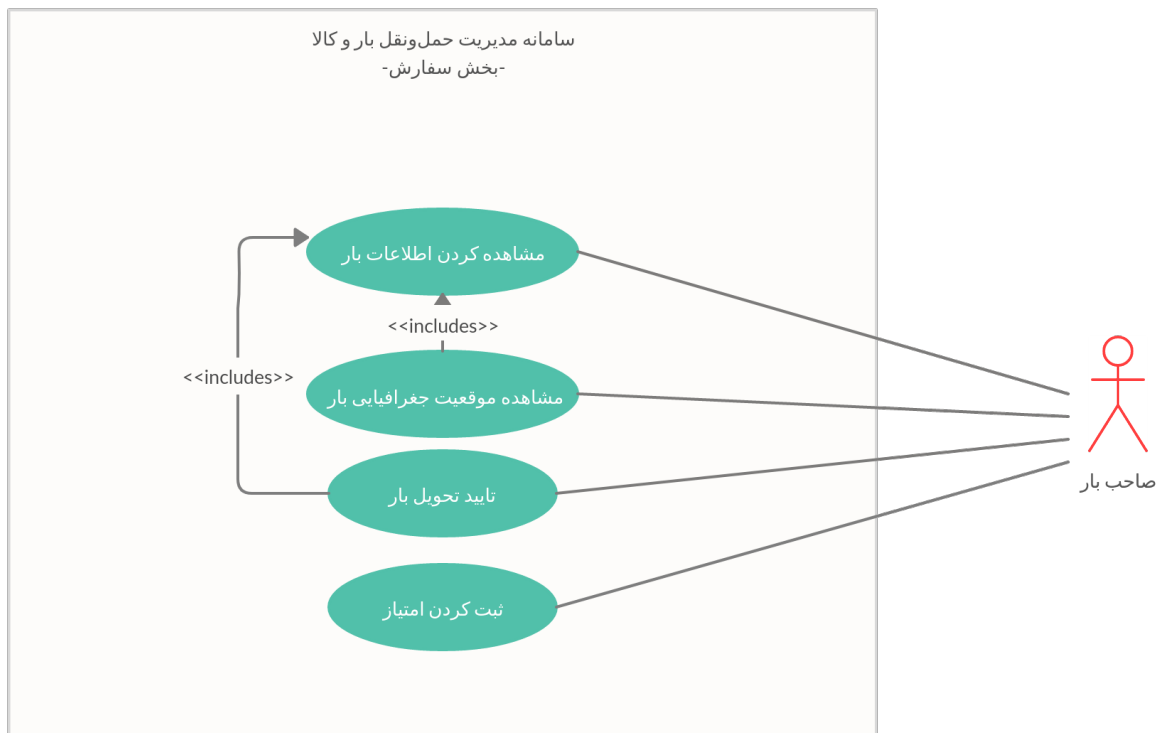 سامانه مدیریت حمل‌ونقل بار و کالا
-بخش سفارش-
مشاهده کردن اطلاعات بار
<<includes>>
<<includes>>
مشاهده موقعیت جغرافیایی بار
تایید تحویل بار
صاحب بار
ثبت کردن امتیاز